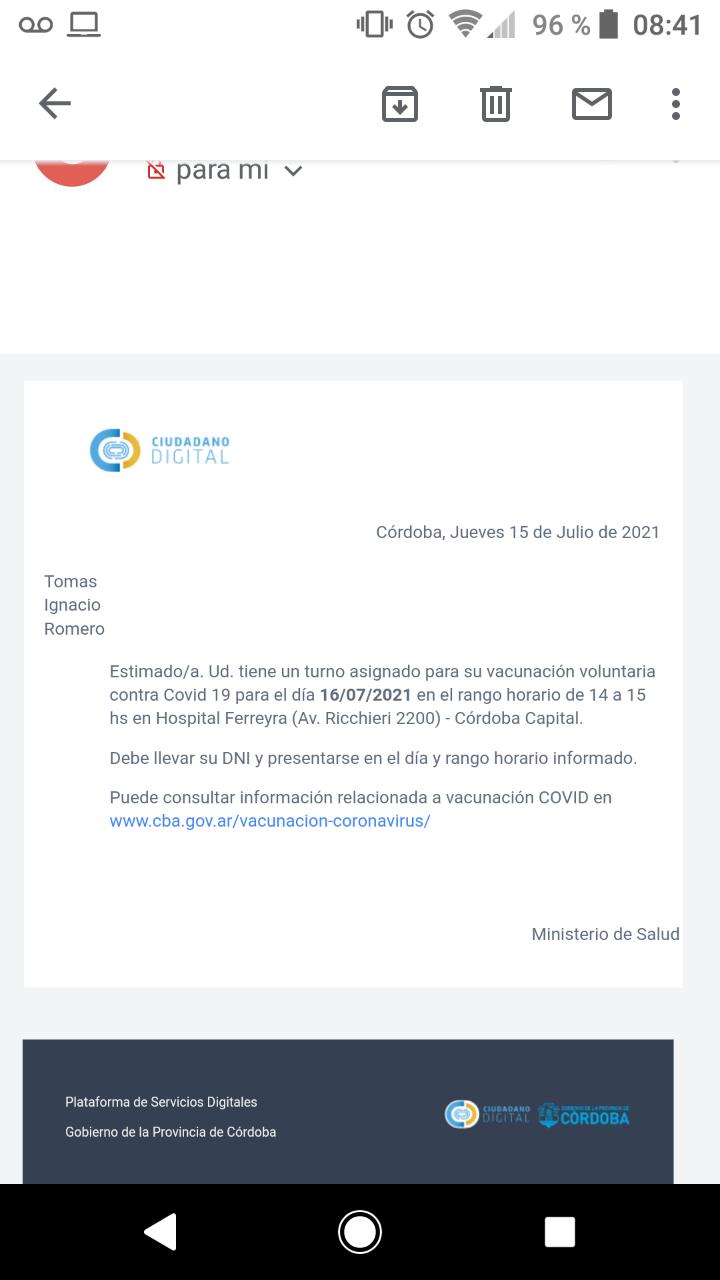 96 % 08:41
para mí
CIUDADANO
DIGITAL
Córdoba, Jueves 15 de Julio de 2021
Tomas
Ignacio
Romero
Estimado/a. Ud. tiene un turno asignado para su vacunación voluntaria
contra Covid 19 para el día 16/07/2021 en el rango horario de 14 a 15
hs en Hospital Ferreyra (Av. Ricchieri 2200) - Córdoba Capital.
Debe llevar su DNI y presentarse en el día y rango horario informado.
Puede consultar información relacionada a vacunación COVID en
www.cba.gov.ar/vacunacion-coronavirus/
Ministerio de Salud
Plataforma de Servicios Digitales
Gobierno de la Provincia de Córdoba
CIUDADANO
DIGITAL
GOBIERNO DE LA PROVINCIA DE
CÓRDOBA